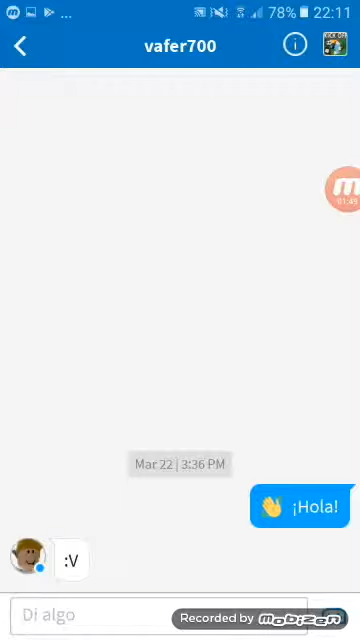 ... 78% 22:11
vafer700
KICK OFF
01:49
Mar 22 | 3:36 PM
👋 ¡Hola!
:V
Di algo
Recorded by mobizen